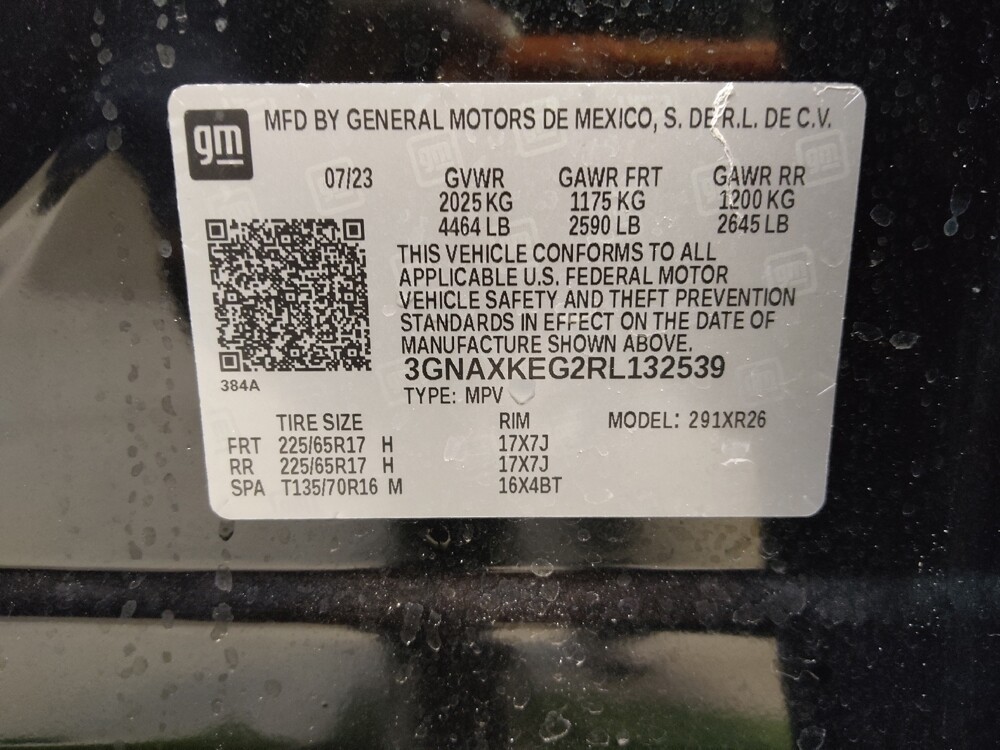 gm MFD BY GENERAL MOTORS DE MEXICO, S. DE R.L. DE C.V.
07/23 GVWR GAWR FRT GAWR RR
2025 KG 1175 KG 1200 KG
4464 LB 2590 LB 2645 LB
THIS VEHICLE CONFORMS TO ALL
APPLICABLE U.S. FEDERAL MOTOR
VEHICLE SAFETY AND THEFT PREVENTION
STANDARDS IN EFFECT ON THE DATE OF
MANUFACTURE SHOWN ABOVE.
3GNAXKEG2RL132539
384A
TYPE: MPV
TIRE SIZE RIM MODEL: 291XR26
FRT 225/65R17 H 17X7J
RR 225/65R17 H 17X7J
SPA T135/70R16 M 16X4BT